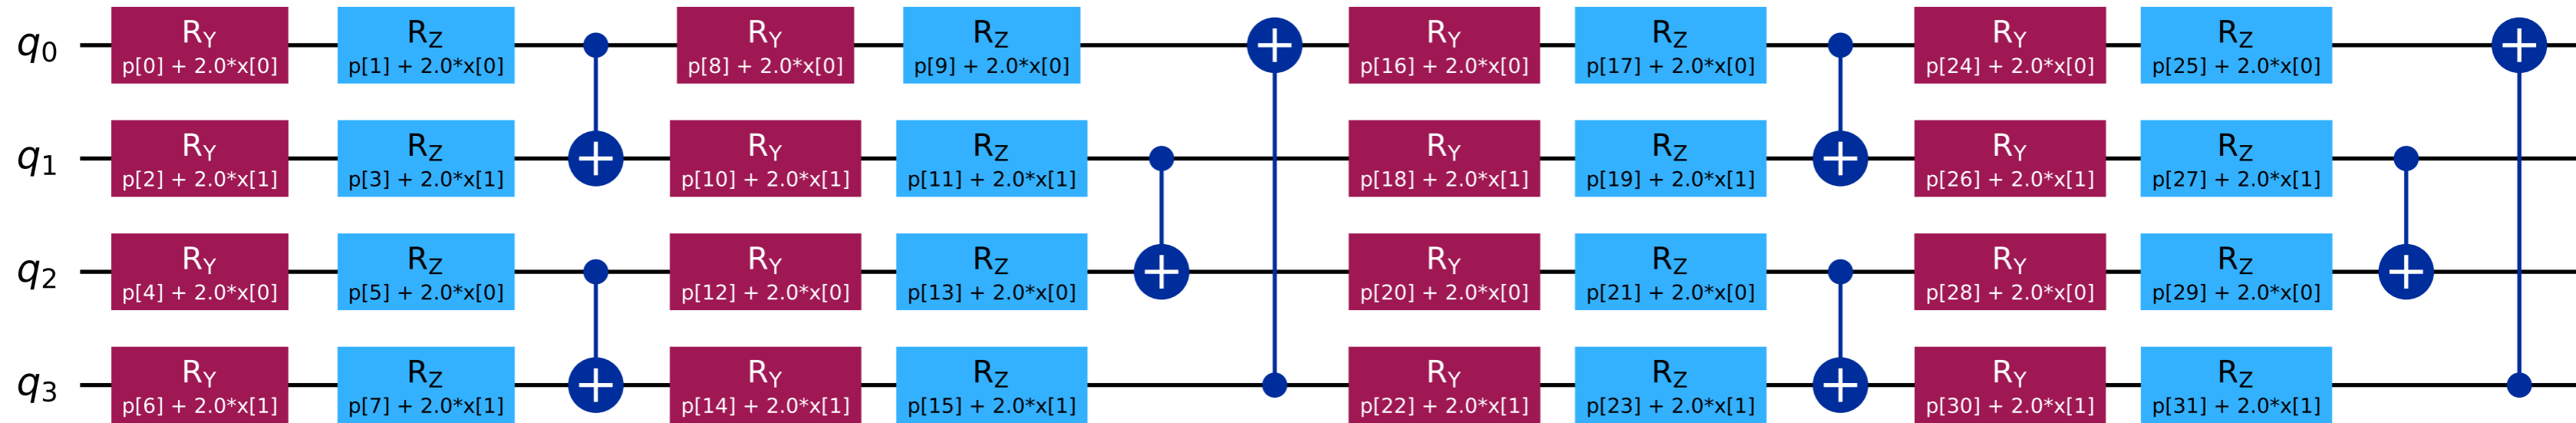 q0 RY RZ RY RZ RY RZ RY RZ
p[0] + 2.0*x[0] p[1] + 2.0*x[0] p[8] + 2.0*x[0] p[9] + 2.0*x[0] p[16] + 2.0*x[0] p[17] + 2.0*x[0] p[24] + 2.0*x[0] p[25] + 2.0*x[0]
q1 RY RZ RY RZ RY RZ RY RZ
p[2] + 2.0*x[1] p[3] + 2.0*x[1] p[10] + 2.0*x[1] p[11] + 2.0*x[1] p[18] + 2.0*x[1] p[19] + 2.0*x[1] p[26] + 2.0*x[1] p[27] + 2.0*x[1]
q2 RY RZ RY RZ RY RZ RY RZ
p[4] + 2.0*x[0] p[5] + 2.0*x[0] p[12] + 2.0*x[0] p[13] + 2.0*x[0] p[20] + 2.0*x[0] p[21] + 2.0*x[0] p[28] + 2.0*x[0] p[29] + 2.0*x[0]
q3 RY RZ RY RZ RY RZ RY RZ
p[6] + 2.0*x[1] p[7] + 2.0*x[1] p[14] + 2.0*x[1] p[15] + 2.0*x[1] p[22] + 2.0*x[1] p[23] + 2.0*x[1] p[30] + 2.0*x[1] p[31] + 2.0*x[1]